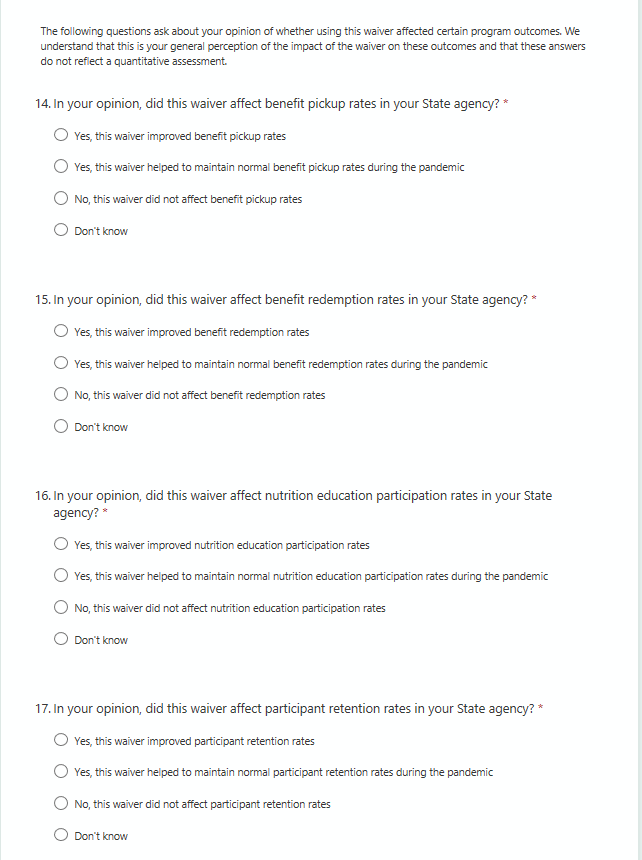 The following questions ask about your opinion of whether using this waiver affected certain program outcomes. We
understand that this is your general perception of the impact of the waiver on these outcomes and that these answers
do not reflect a quantitative assessment.
14. In your opinion, did this waiver affect benefit pickup rates in your State agency? *
Yes, this waiver improved benefit pickup rates
Yes, this waiver helped to maintain normal benefit pickup rates during the pandemic
No, this waiver did not affect benefit pickup rates
Don't know
15. In your opinion, did this waiver affect benefit redemption rates in your State agency? *
Yes, this waiver improved benefit redemption rates
Yes, this waiver helped to maintain normal benefit redemption rates during the pandemic
No, this waiver did not affect benefit redemption rates
Don't know
16. In your opinion, did this waiver affect nutrition education participation rates in your State
agency? *
Yes, this waiver improved nutrition education participation rates
Yes, this waiver helped to maintain normal nutrition education participation rates during the pandemic
No, this waiver did not affect nutrition education participation rates
Don't know
17. In your opinion, did this waiver affect participant retention rates in your State agency? *
Yes, this waiver improved participant retention rates
Yes, this waiver helped to maintain normal participant retention rates during the pandemic
No, this waiver did not affect participant retention rates
Don't know